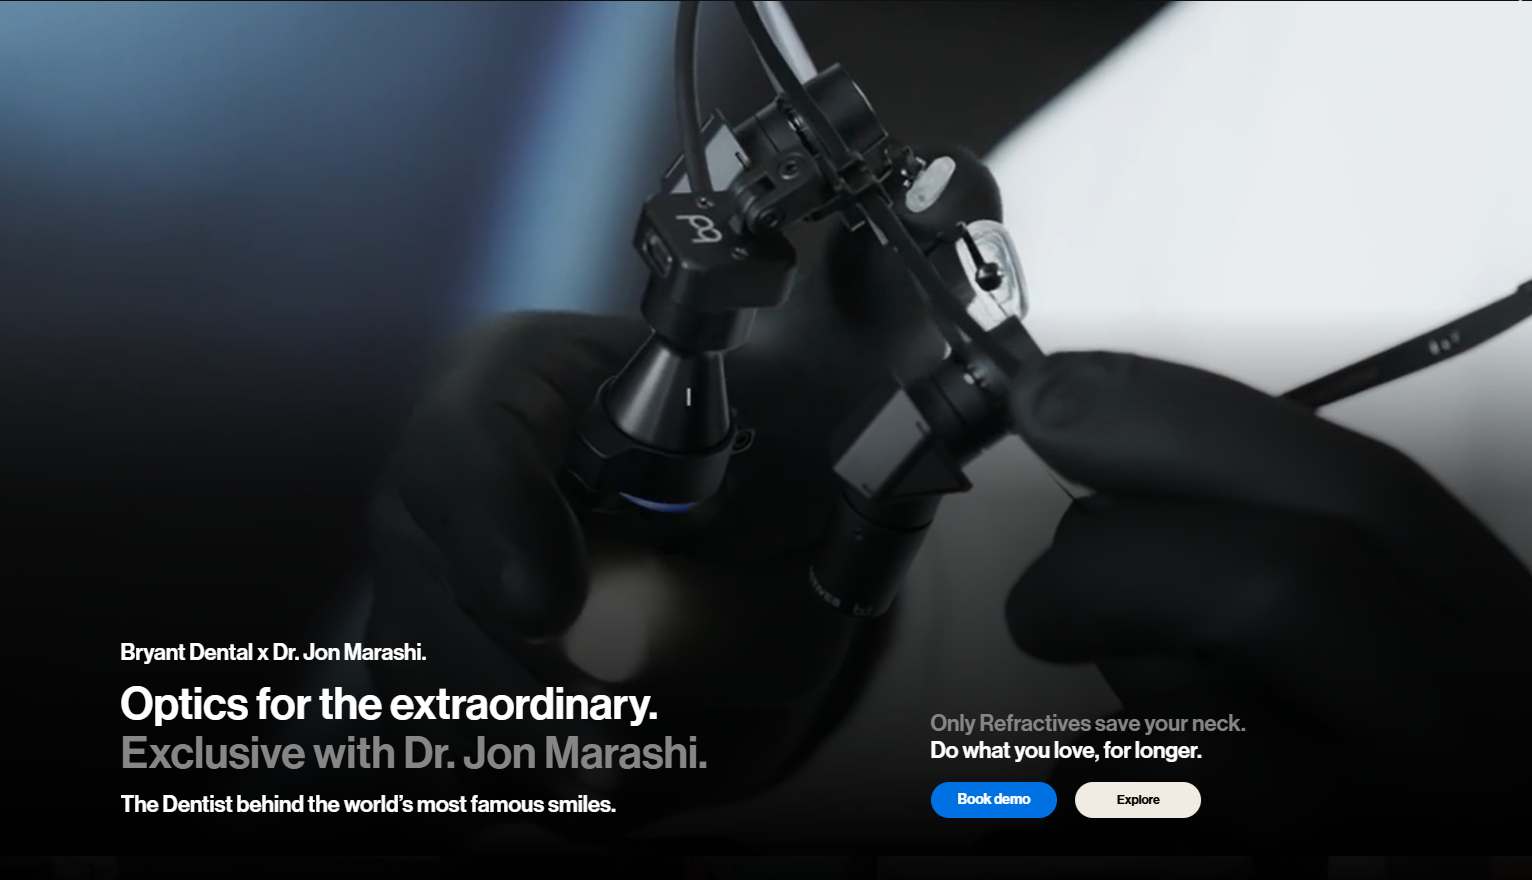 bd
Bryant Dental x Dr. Jon Marashi.
Optics for the extraordinary.
Exclusive with Dr. Jon Marashi.
The Dentist behind the world's most famous smiles.
Only Refractives save your neck.
Do what you love, for longer.
Book demo
Explore